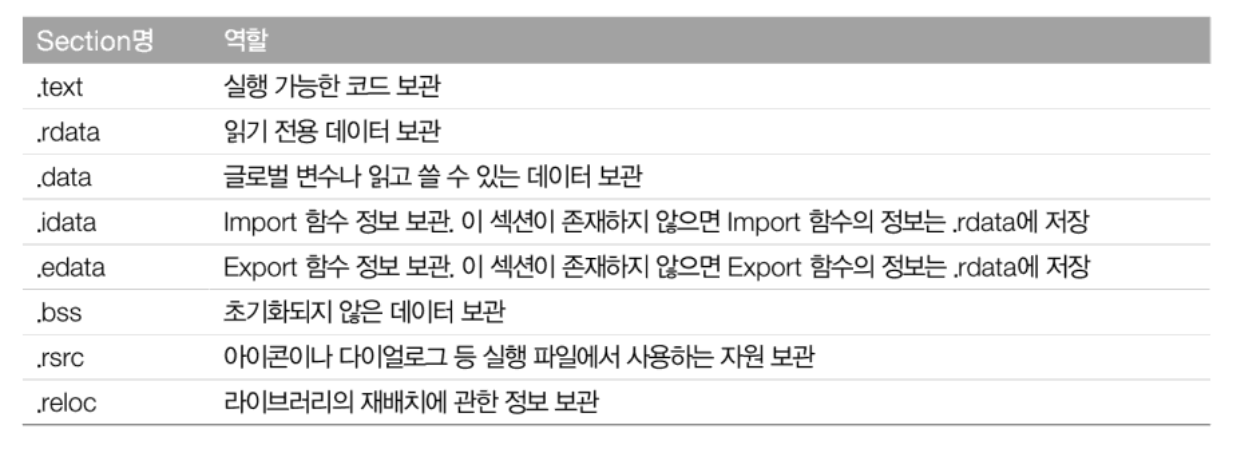 Section명 역할
.text 실행 가능한 코드 보관
.rdata 읽기 전용 데이터 보관
.data 글로벌 변수나 읽고 쓸 수 있는 데이터 보관
.idata Import 함수 정보 보관. 이 섹션이 존재하지 않으면 Import 함수의 정보는 .rdata에 저장
.edata Export 함수 정보 보관. 이 섹션이 존재하지 않으면 Export 함수의 정보는 .rdata에 저장
.bss 초기화되지 않은 데이터 보관
.rsrc 아이콘이나 다이얼로그 등 실행 파일에서 사용하는 자원 보관
.reloc 라이브러리의 재배치에 관한 정보 보관